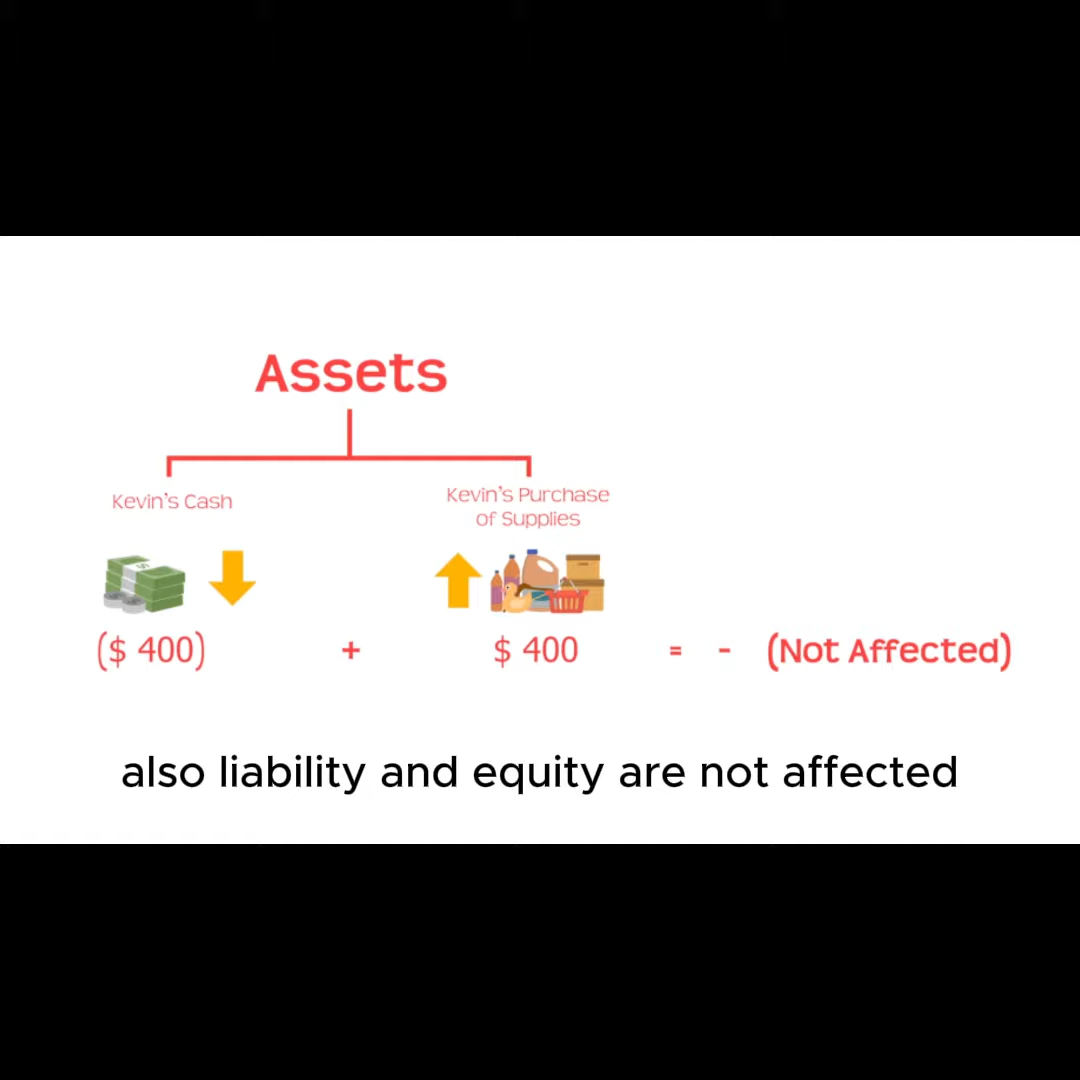 Assets
Kevin's Cash
Kevin's Purchase
of Supplies
($ 400) + $ 400 = - (Not Affected)
also liability and equity are not affected